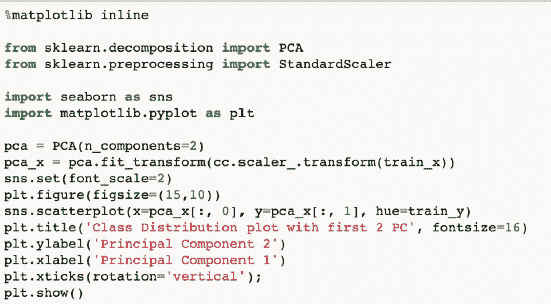 %matplotlib inline
from sklearn.decomposition import PCA
from sklearn.preprocessing import StandardScaler
import seaborn as sns
import matplotlib.pyplot as plt
pca = PCA(n_components=2)
pca_x = pca.fit_transform(cc.scaler_.transform(train_x))
sns.set(font_scale=2)
plt.figure(figsize=(15,10))
sns.scatterplot(x=pca_x[:, 0], y=pca_x[:, 1], hue=train_y)
plt.title('Class Distribution plot with first 2 PC', fontsize=16)
plt.ylabel('Principal Component 2')
plt.xlabel('Principal Component 1')
plt.xticks(rotation='vertical');
plt.show()